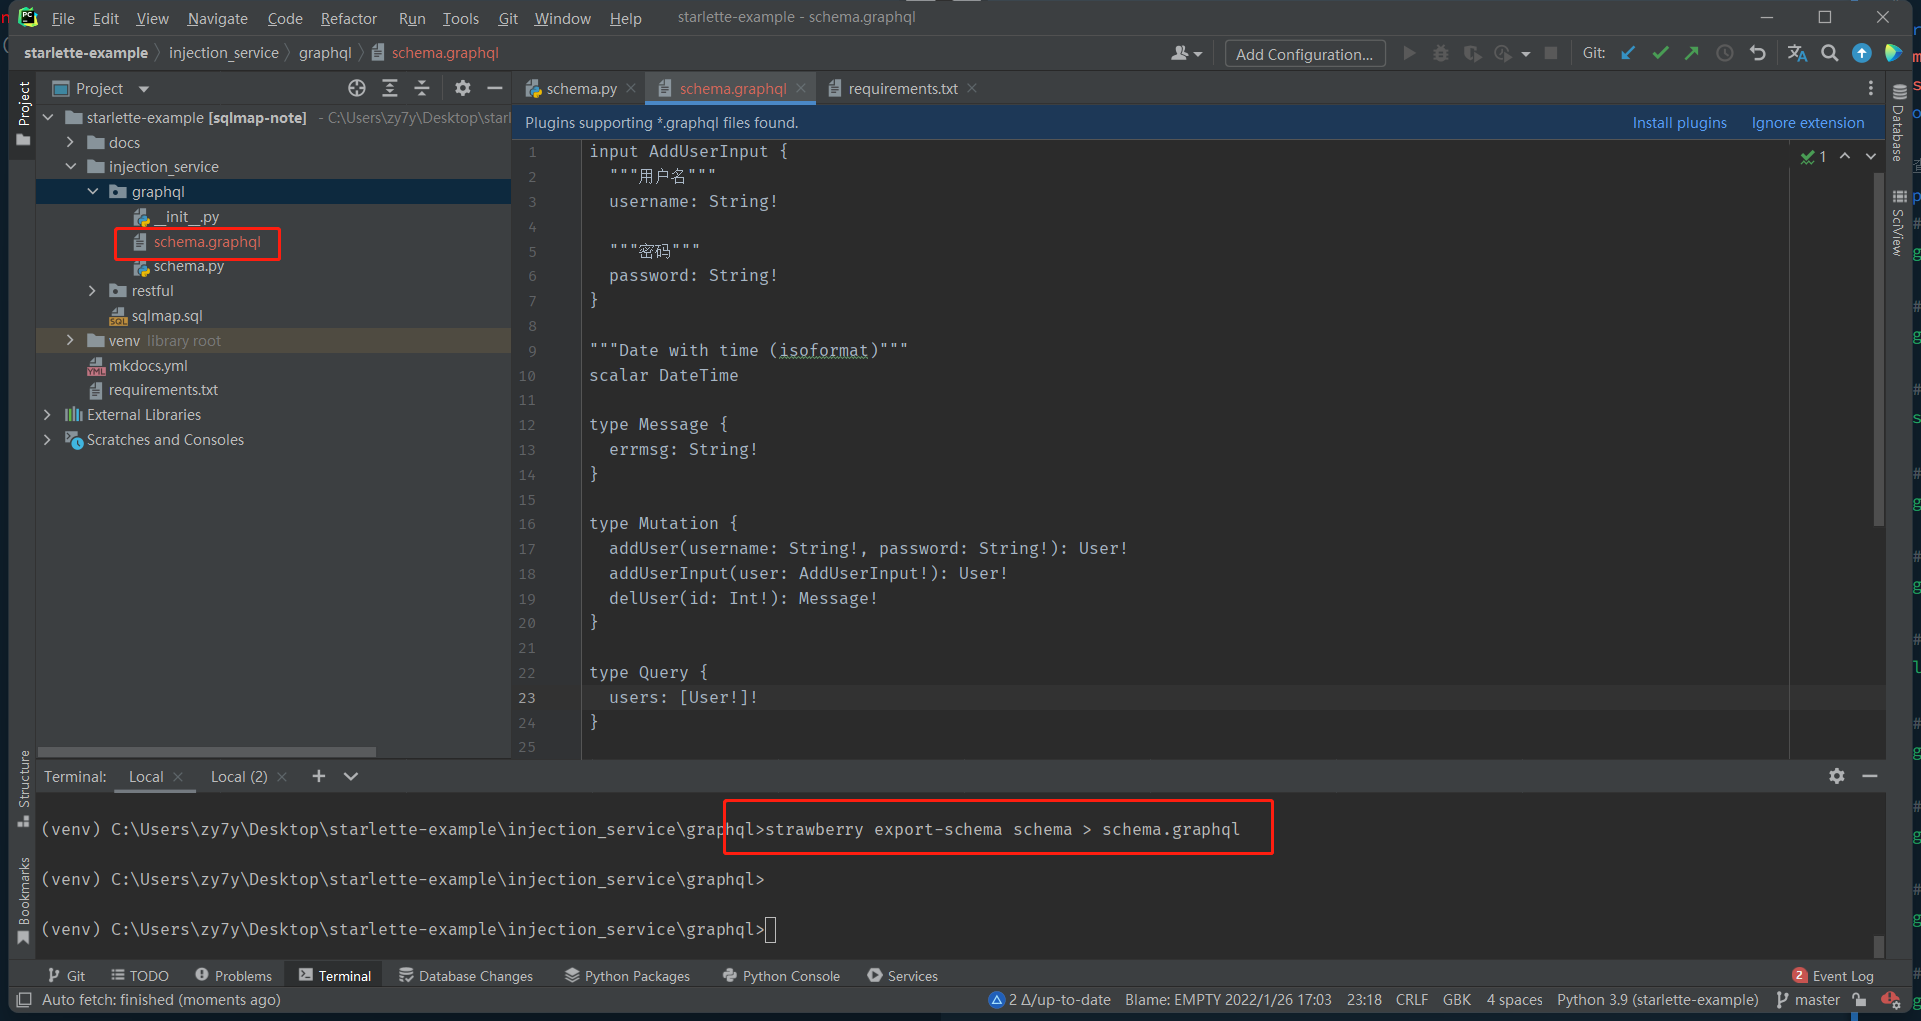 File Edit View Navigate Code Refactor Run Tools Git Window Help starlette-example - schema.graphql
starlette-example injection_service graphql schema.graphql Add Configuration... Git:
Project
Project
schema.py schema.graphql requirements.txt
starlette-example [sqlmap-note] - C:\Users\zy7y\Desktop\starl
docs
injection_service
graphql
__init__.py
schema.graphql
schema.py
restful
sqlmap.sql
venv library root
mkdocs.yml
requirements.txt
External Libraries
Scratches and Consoles
Plugins supporting *.graphql files found. Install plugins Ignore extension
1 input AddUserInput {
2 """用户名"""
3 username: String!
4
5 """密码"""
6 password: String!
7 }
8
9 """Date with time (isoformat)"""
10 scalar DateTime
11
12 type Message {
13 errmsg: String!
14 }
15
16 type Mutation {
17 addUser(username: String!, password: String!): User!
18 addUserInput(user: AddUserInput!): User!
19 delUser(id: Int!): Message!
20 }
21
22 type Query {
23 users: [User!]!
24 }
25
1
Database
SciView
Structure
Bookmarks
Terminal: Local Local (2)
(venv) C:\Users\zy7y\Desktop\starlette-example\injection_service\graphql>strawberry export-schema schema > schema.graphql
(venv) C:\Users\zy7y\Desktop\starlette-example\injection_service\graphql>
(venv) C:\Users\zy7y\Desktop\starlette-example\injection_service\graphql>
Git TODO Problems Terminal Database Changes Python Packages Python Console Services 2 Event Log
Auto fetch: finished (moments ago) 2 Δ/up-to-date Blame: EMPTY 2022/1/26 17:03 23:18 CRLF GBK 4 spaces Python 3.9 (starlette-example) master